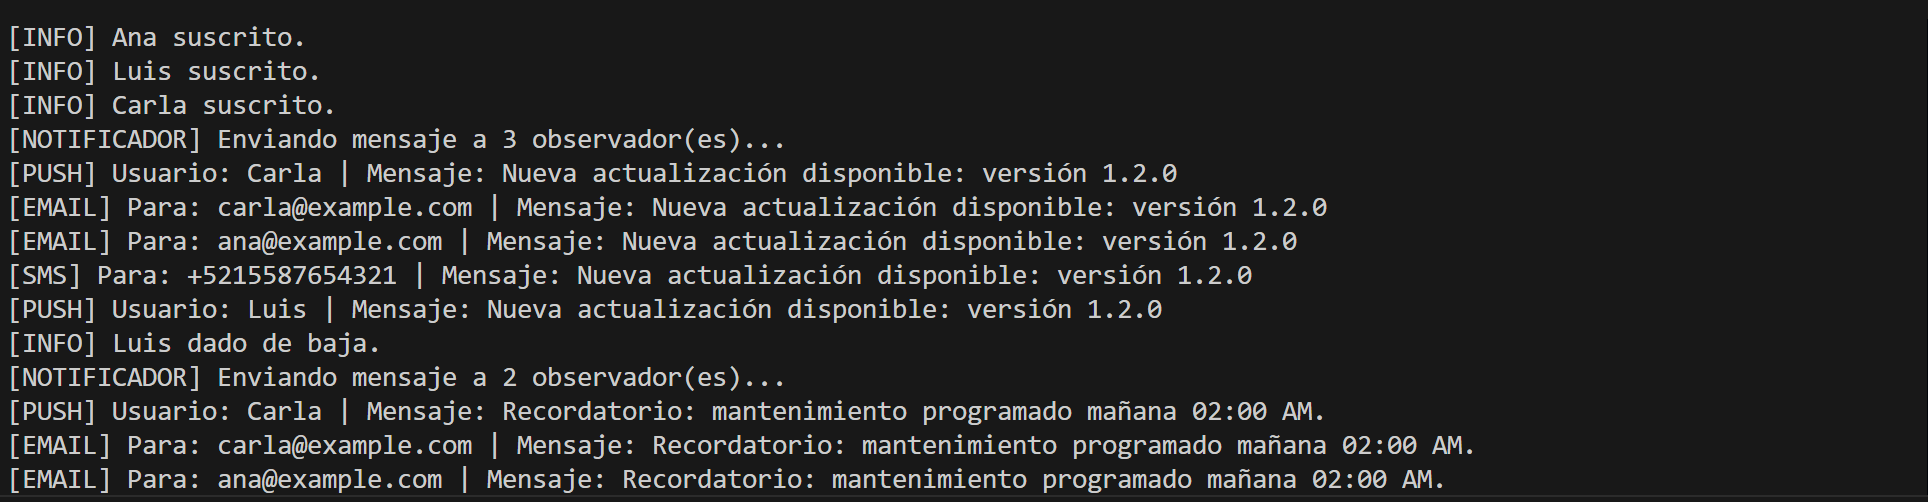 [INFO] Ana suscrito.
[INFO] Luis suscrito.
[INFO] Carla suscrito.
[NOTIFICADOR] Enviando mensaje a 3 observador(es)...
[PUSH] Usuario: Carla | Mensaje: Nueva actualización disponible: versión 1.2.0
[EMAIL] Para: carla@example.com | Mensaje: Nueva actualización disponible: versión 1.2.0
[EMAIL] Para: ana@example.com | Mensaje: Nueva actualización disponible: versión 1.2.0
[SMS] Para: +5215587654321 | Mensaje: Nueva actualización disponible: versión 1.2.0
[PUSH] Usuario: Luis | Mensaje: Nueva actualización disponible: versión 1.2.0
[INFO] Luis dado de baja.
[NOTIFICADOR] Enviando mensaje a 2 observador(es)...
[PUSH] Usuario: Carla | Mensaje: Recordatorio: mantenimiento programado mañana 02:00 AM.
[EMAIL] Para: carla@example.com | Mensaje: Recordatorio: mantenimiento programado mañana 02:00 AM.
[EMAIL] Para: ana@example.com | Mensaje: Recordatorio: mantenimiento programado mañana 02:00 AM.